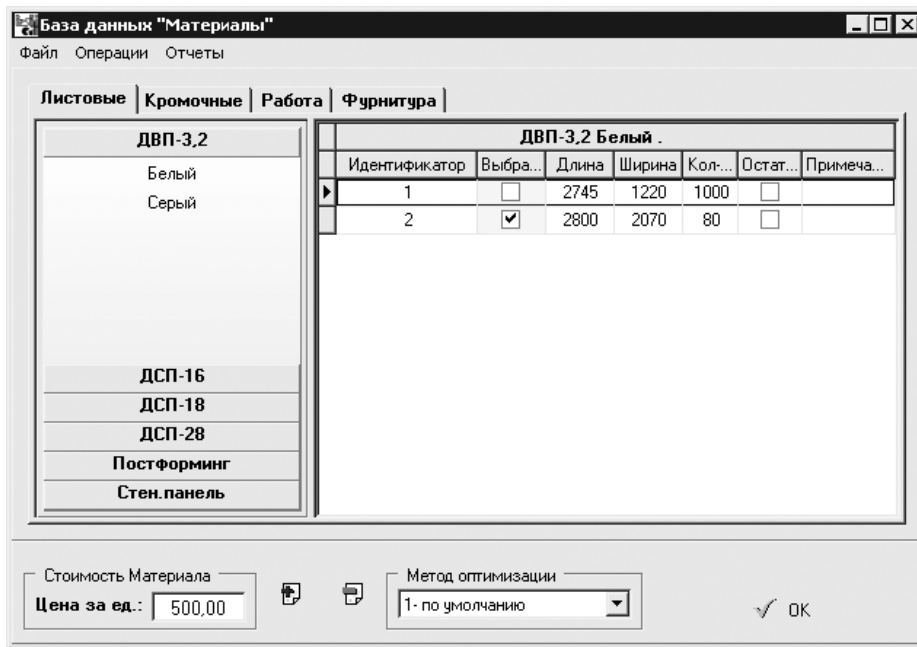 База данных "Материалы"
Файл Операции Отчеты
Листовые Кромочные Работа Фурнитура
ДВП-3,2
Белый
Серый
ДСП-16
ДСП-18
ДСП-28
Постформинг
Стен.панель
ДВП-3,2 Белый .
Идентификатор Выбра... Длина Ширина Кол-... Остат... Примеча...
1 2745 1220 1000
2 2800 2070 80
Стоимость Материала
Цена за ед.: 500,00
Метод оптимизации
1- по умолчанию
OK